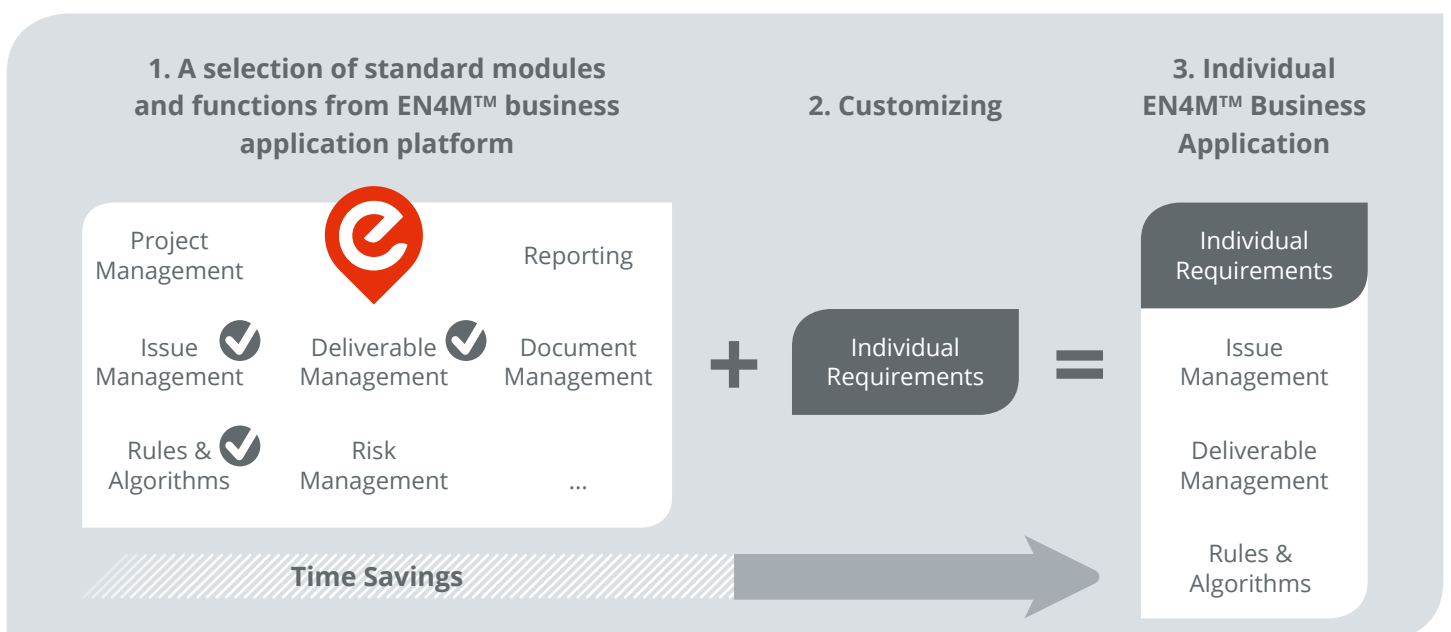 1. A selection of standard modules
and functions from EN4M™ business
application platform
2. Customizing
3. Individual
EN4M™ Business
Application
Project
Management
Reporting
Issue
Management
Deliverable
Management
Document
Management
Rules &
Algorithms
Risk
Management
...
Individual
Requirements
Individual
Requirements
Issue
Management
Deliverable
Management
Rules &
Algorithms
Time Savings